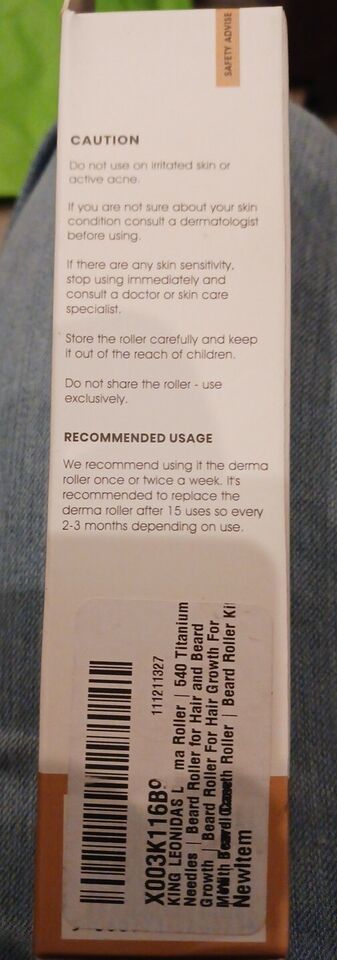 SAFETY ADVISE
CAUTION
Do not use on irritated skin or
active acne.
If you are not sure about your skin
condition consult a dermatologist
before using.
If there are any skin sensitivity,
stop using immediately and
consult a doctor or skin care
specialist.
Store the roller carefully and keep
it out of the reach of children.
Do not share the roller - use
exclusively.
RECOMMENDED USAGE
We recommend using it the derma
roller once or twice a week. It's
recommended to replace the
derma roller after 15 uses so every
2-3 months depending on use.
111211327
X003K116B
KING LEONIDAS L ma Roller | 540 Titanium
Needles | Beard Roller for Hair and Beard
Growth | Beard Roller For Hair Growth For
With Beard Roller | Beard Roller Ki
NewItem